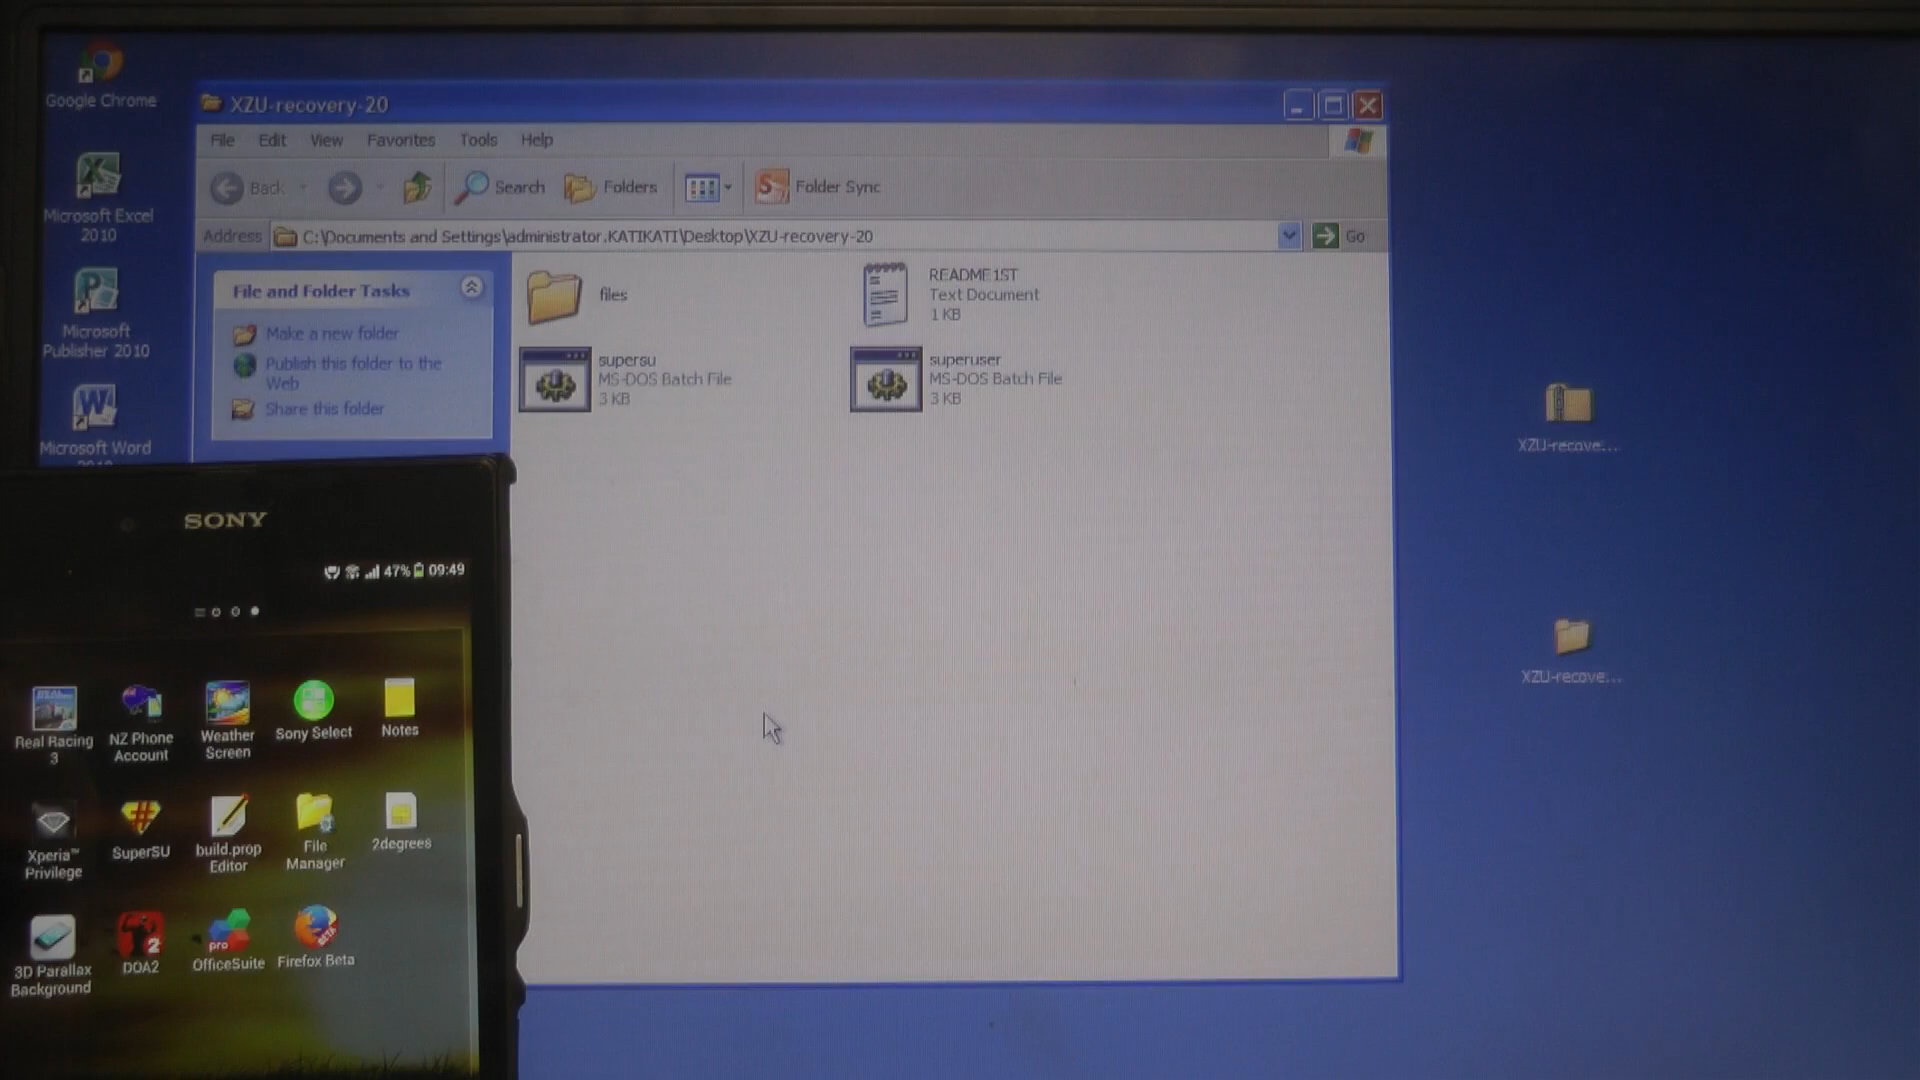 Google Chrome
Microsoft Excel
2010
Microsoft
Publisher 2010
Microsoft Word
XZU-recovery-20
File Edit View Favorites Tools Help
Back Search Folders Folder Sync
Address C:\Documents and Settings\administrator.KATIKATI\Desktop\XZU-recovery-20 Go
File and Folder Tasks
Make a new folder
Publish this folder to the
Web
Share this folder
files
README1ST
Text Document
1 KB
supersu
MS-DOS Batch File
3 KB
superuser
MS-DOS Batch File
3 KB
XZU-recove...
XZU-recove...
SONY
47% 09:49
Real Racing
3
NZ Phone
Account
Weather
Screen
Sony Select
Notes
Xperia™
Privilege
SuperSU
build.prop
Editor
File
Manager
2degrees
3D Parallax
Background
2
DOA2
pro
OfficeSuite
BETA
Firefox Beta